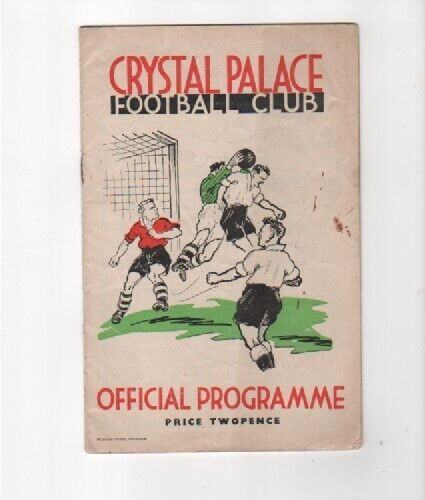 CRYSTAL PALACE
FOOTBALL CLUB
OFFICIAL PROGRAMME
PRICE TWOPENCE